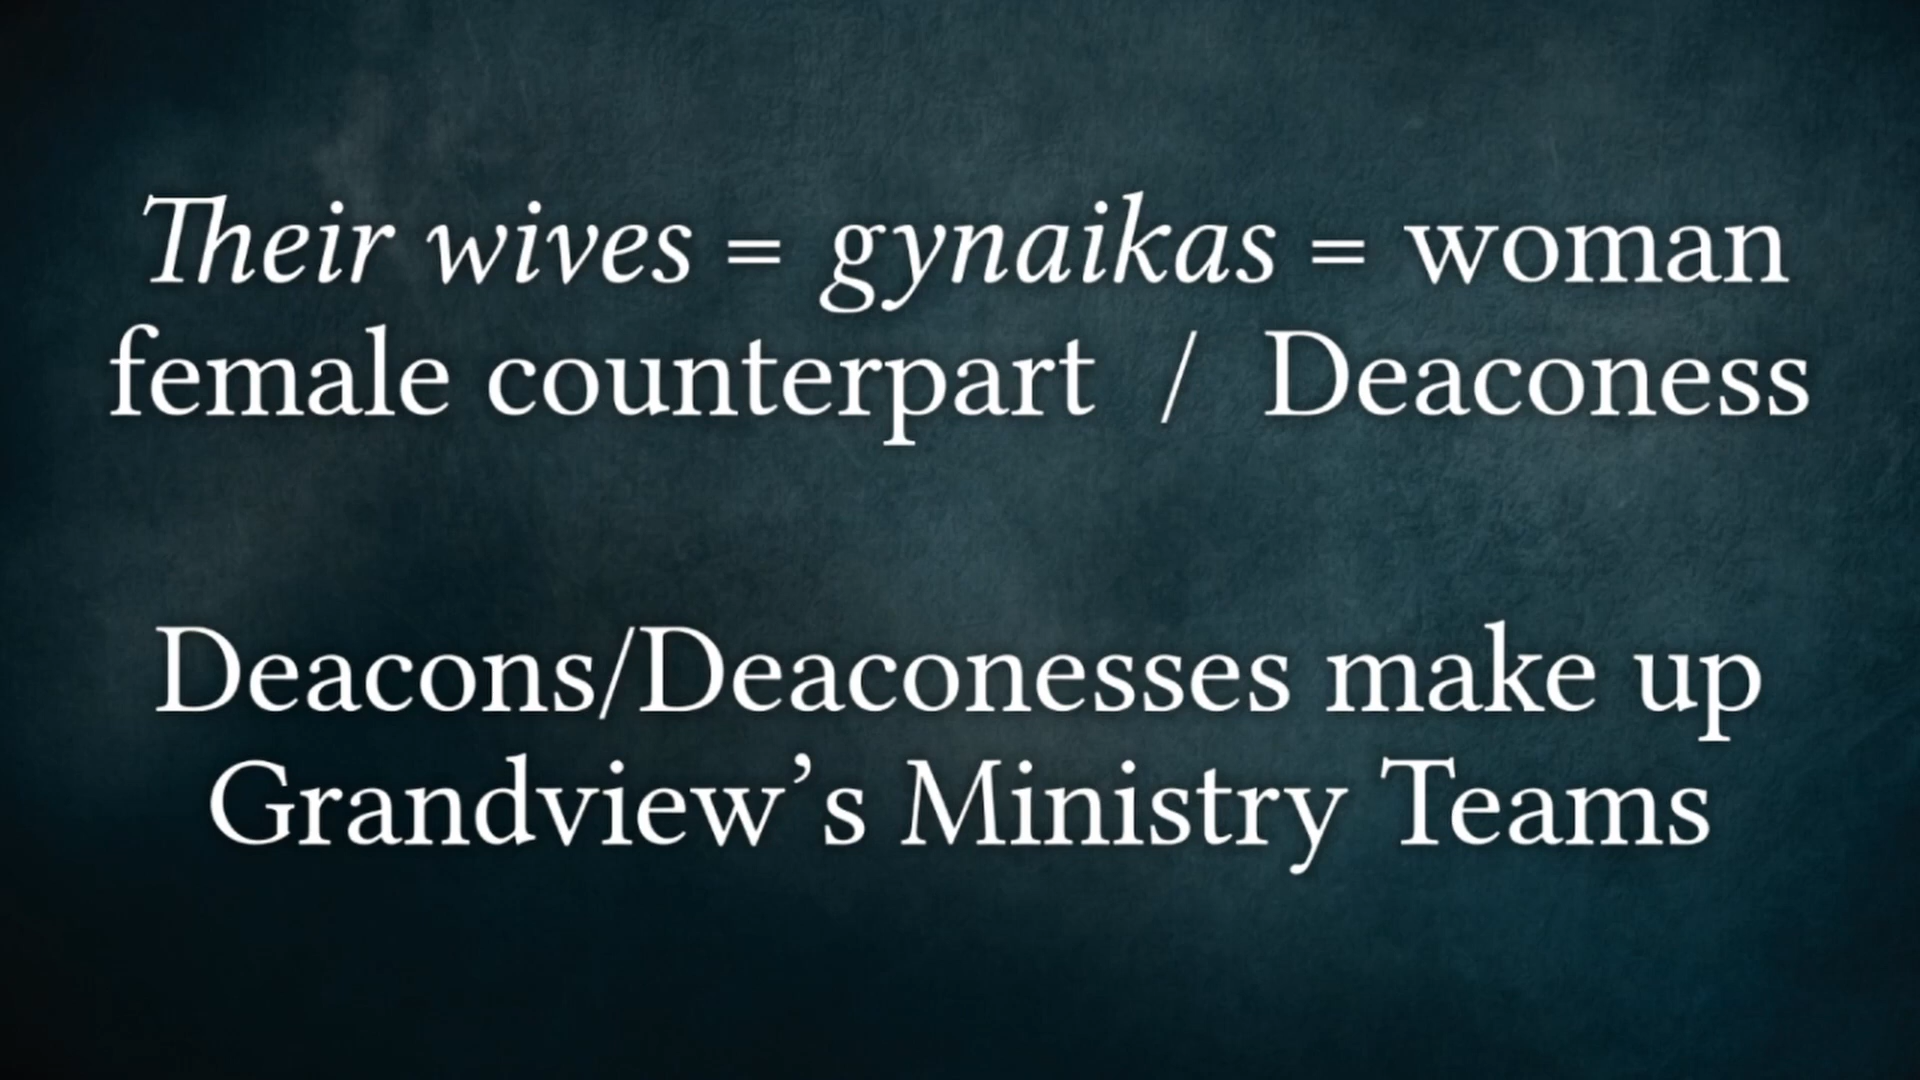 Their wives = gynaikas = woman
female counterpart / Deaconess
Deacons/Deaconesses make up
Grandview’s Ministry Teams